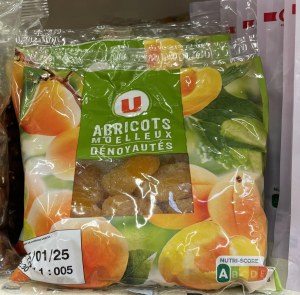 U
ABRICOTS
MOELLEUX
DÉNOYAUTÉS
/01/25
1:005
NUTRI-SCORE
A B C D E